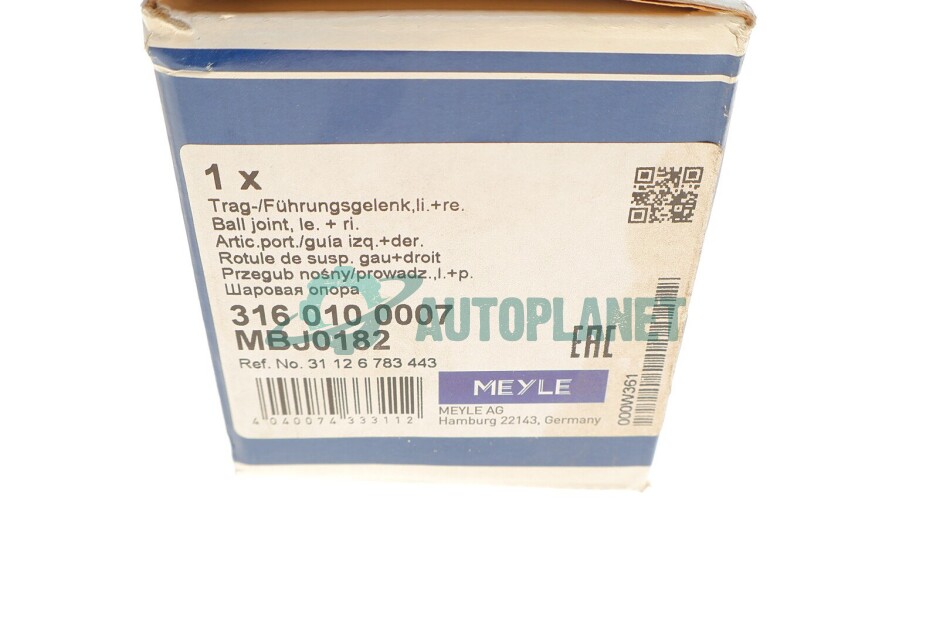 1 x
Trag-/Führungsgelenk,li.+re.
Ball joint, le. + ri.
Artic.port./guía izq.+der.
Rotule de susp. gau+droit
Przegub nośny/prowadz.,l.+p.
Шаровая опора
316 010 0007
MBJ0182
Ref. No. 31 12 6 783 443
4 040074 333112
EAC
MEYLE
MEYLE AG
Hamburg 22143, Germany
000W361
AUTOPLANET